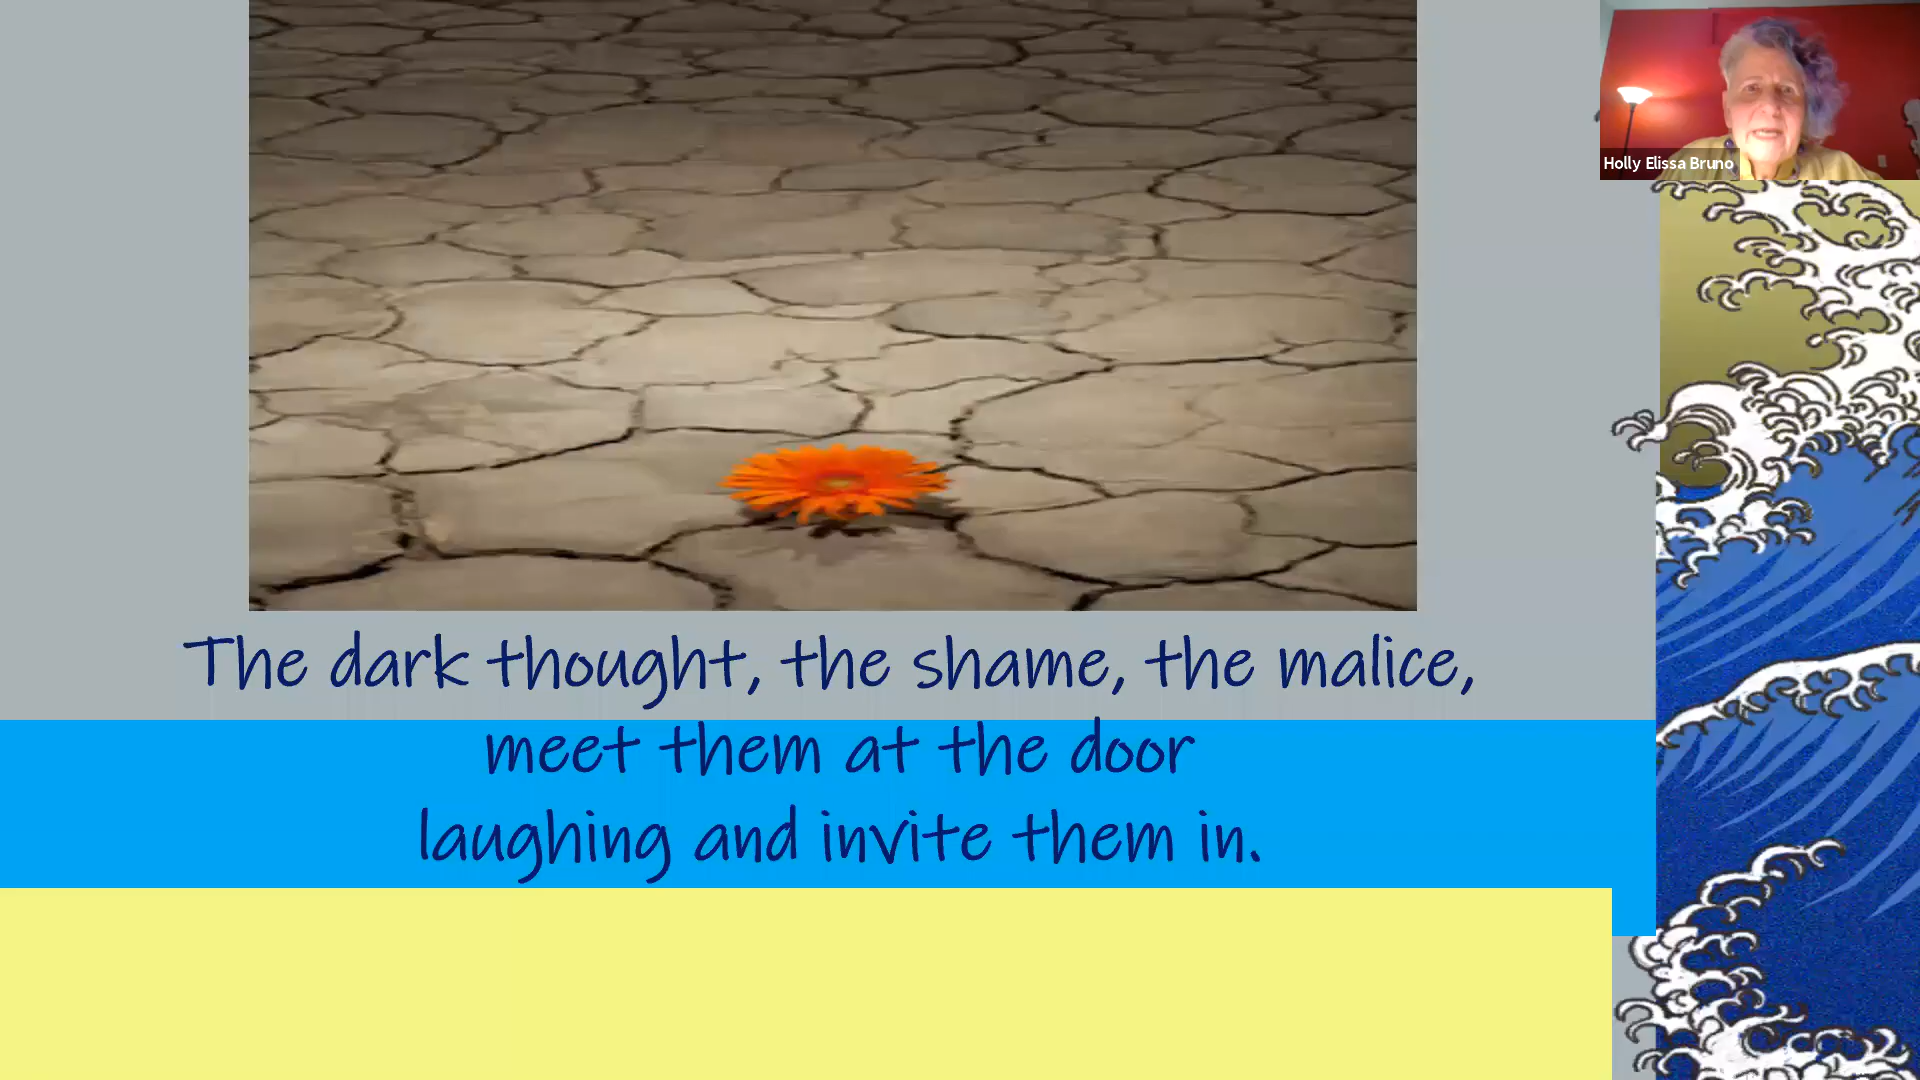 Holly Elissa Bruno
The dark thought, the shame, the malice,
meet them at the door
laughing and invite them in.